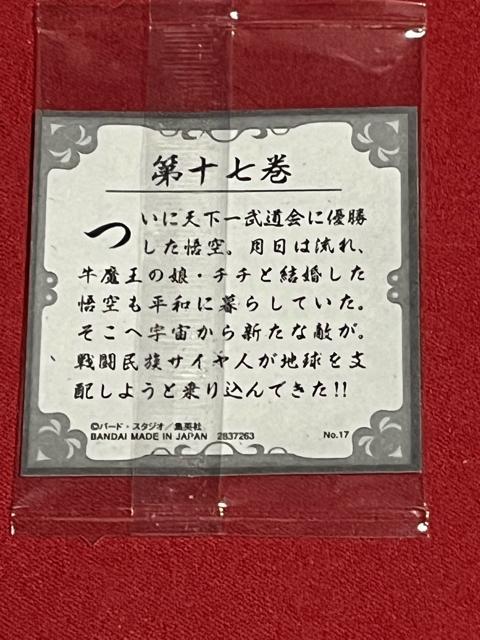 第十七巻
ついに天下一武道会に優勝
した悟空。月日は流れ、
牛魔王の娘・チチと結婚した
悟空も平和に暮らしていた。
そこへ宇宙から新たな敵が。
戦闘民族サイヤ人が地球を支
配しようと乗り込んできた!!
©バード・スタジオ／集英社
BANDAI MADE IN JAPAN 2837263 No.17